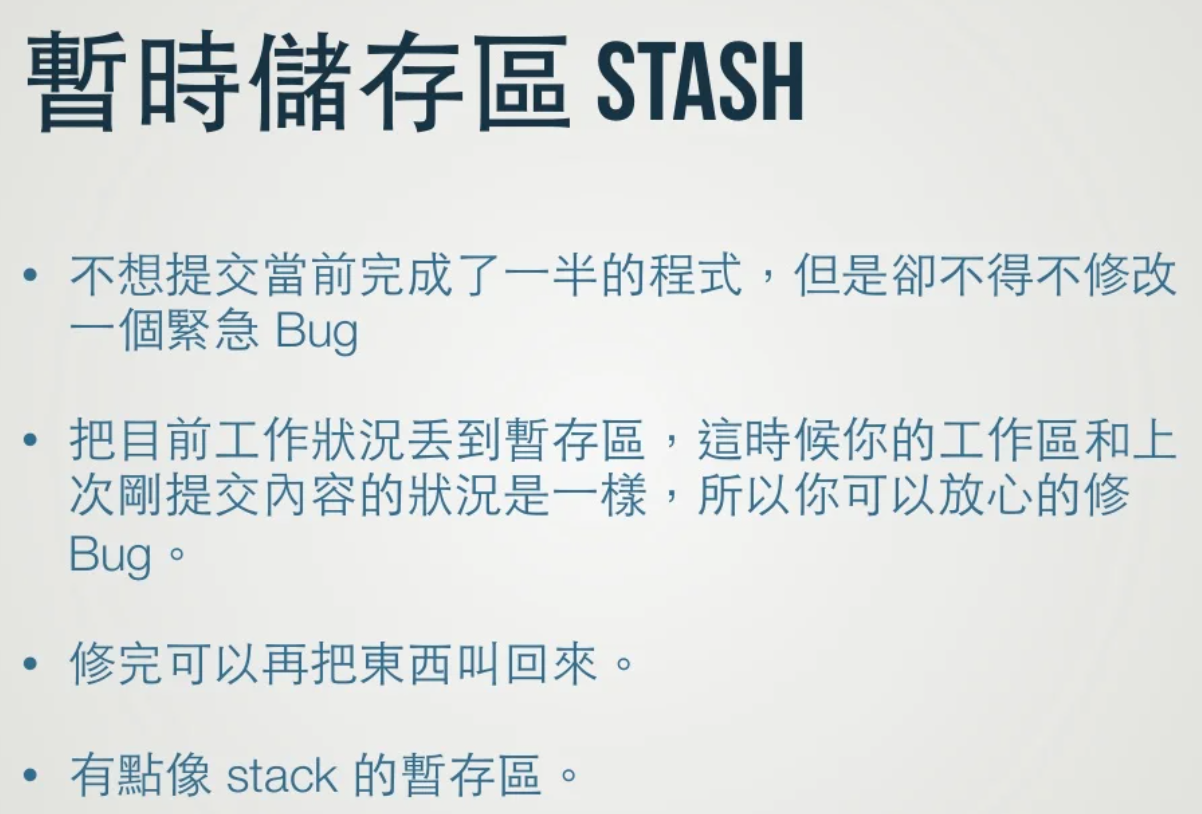 暫時儲存區 STASH
• 不想提交當前完成了一半的程式，但是卻不得不修改
一個緊急 Bug
• 把目前工作狀況丟到暫存區，這時候你的工作區和上
次剛提交內容的狀況是一樣，所以你可以放心的修
Bug。
• 修完可以再把東西叫回來。
• 有點像 stack 的暫存區。